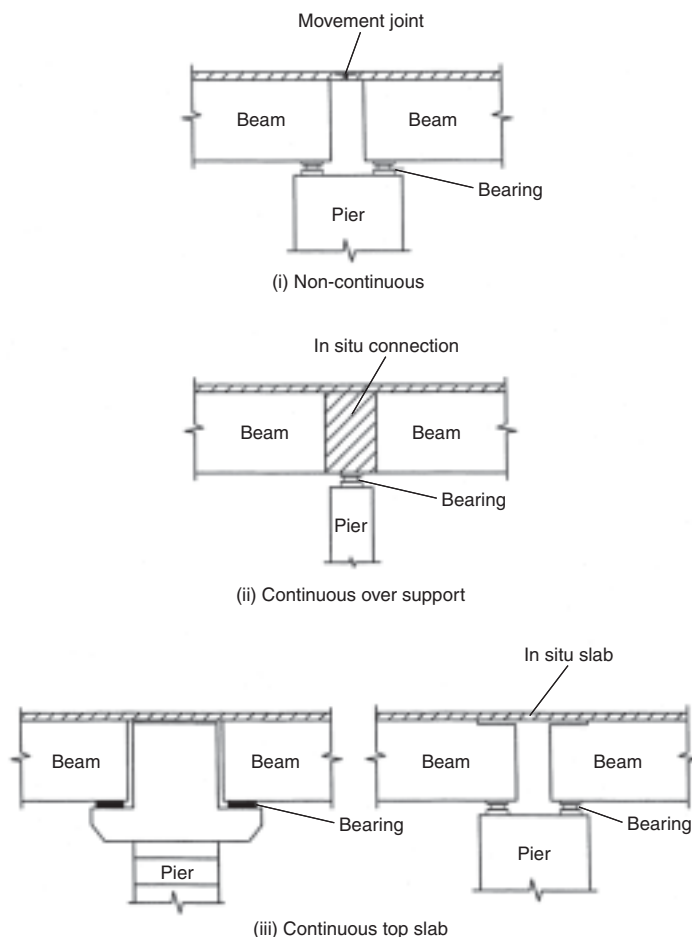 Movement joint
Beam
Beam
Bearing
Pier
(i) Non-continuous
In situ connection
Beam
Beam
Bearing
Pier
(ii) Continuous over support
In situ slab
Beam
Beam
Beam
Beam
Bearing
Bearing
Pier
Pier
(iii) Continuous top slab